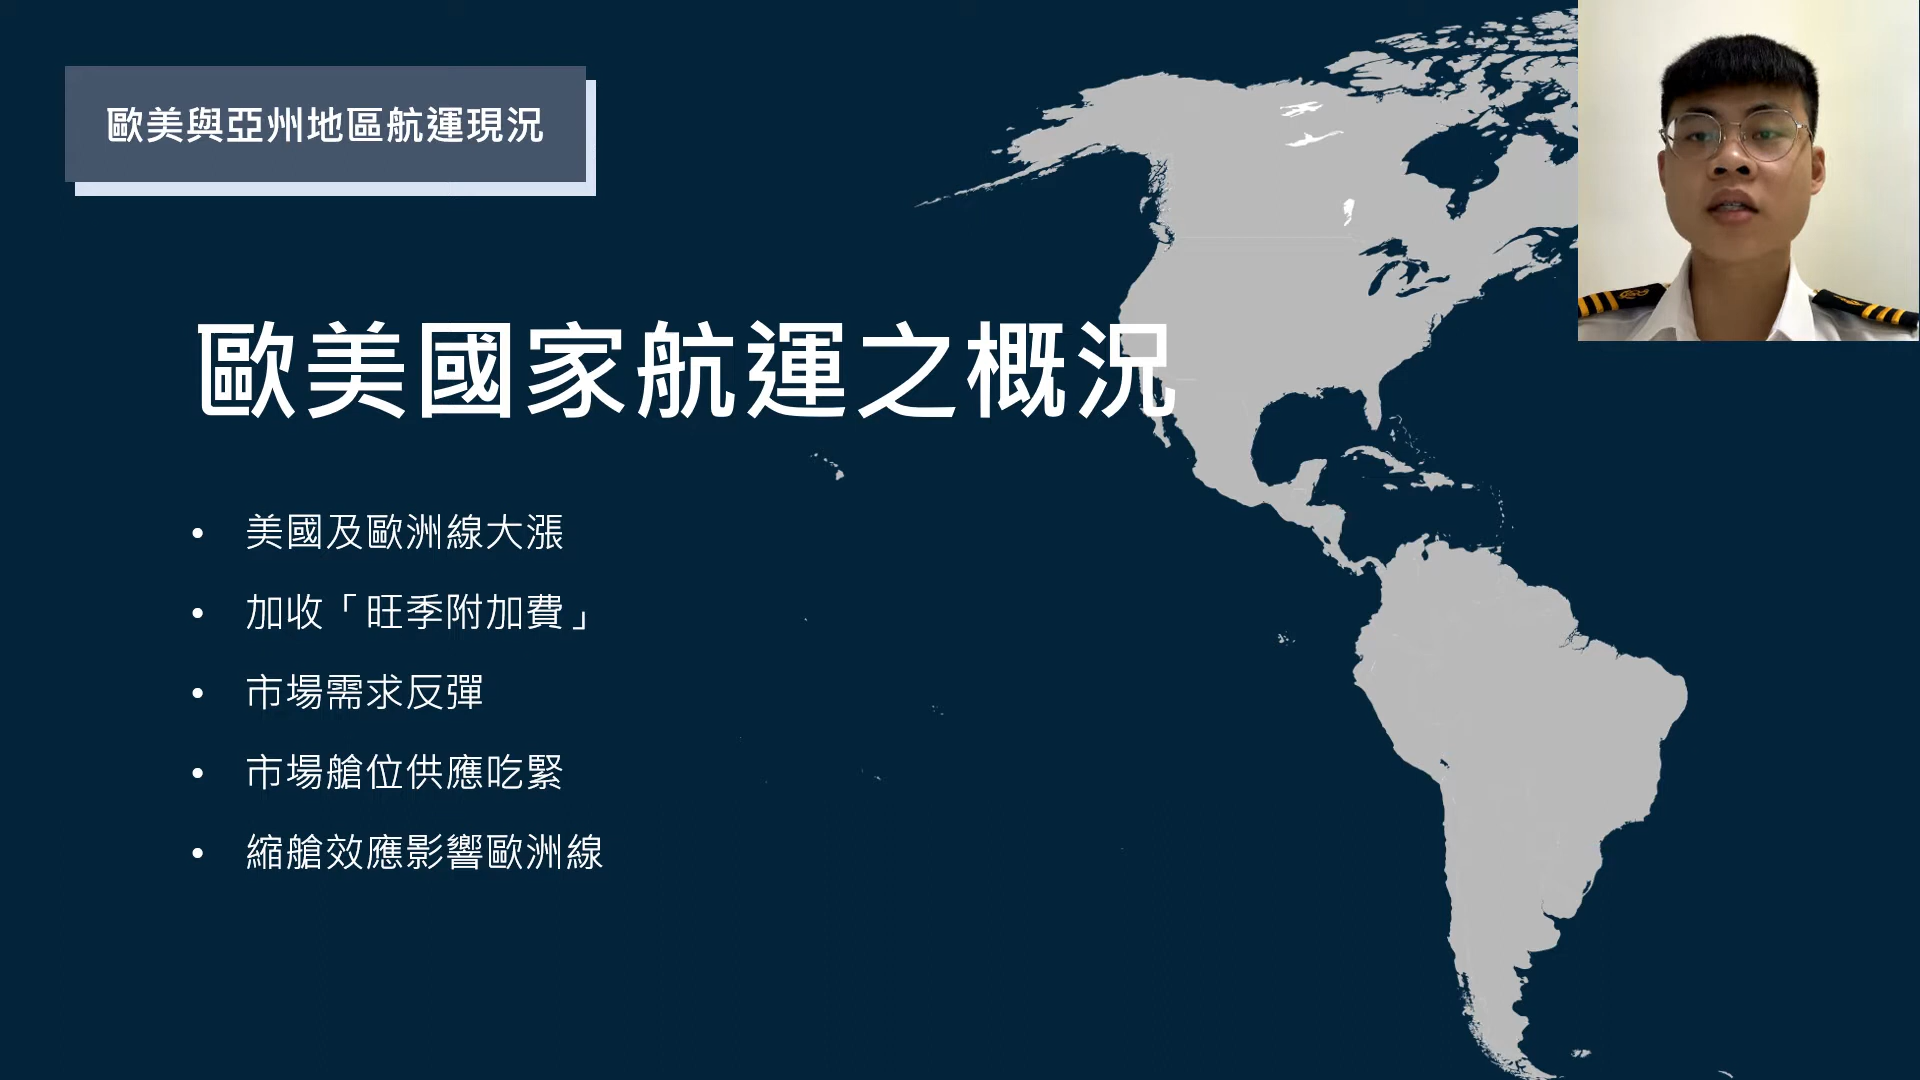 歐美與亞州地區航運現況
歐美國家航運之概況
• 美國及歐洲線大漲
• 加收「旺季附加費」
• 市場需求反彈
• 市場艙位供應吃緊
• 縮艙效應影響歐洲線